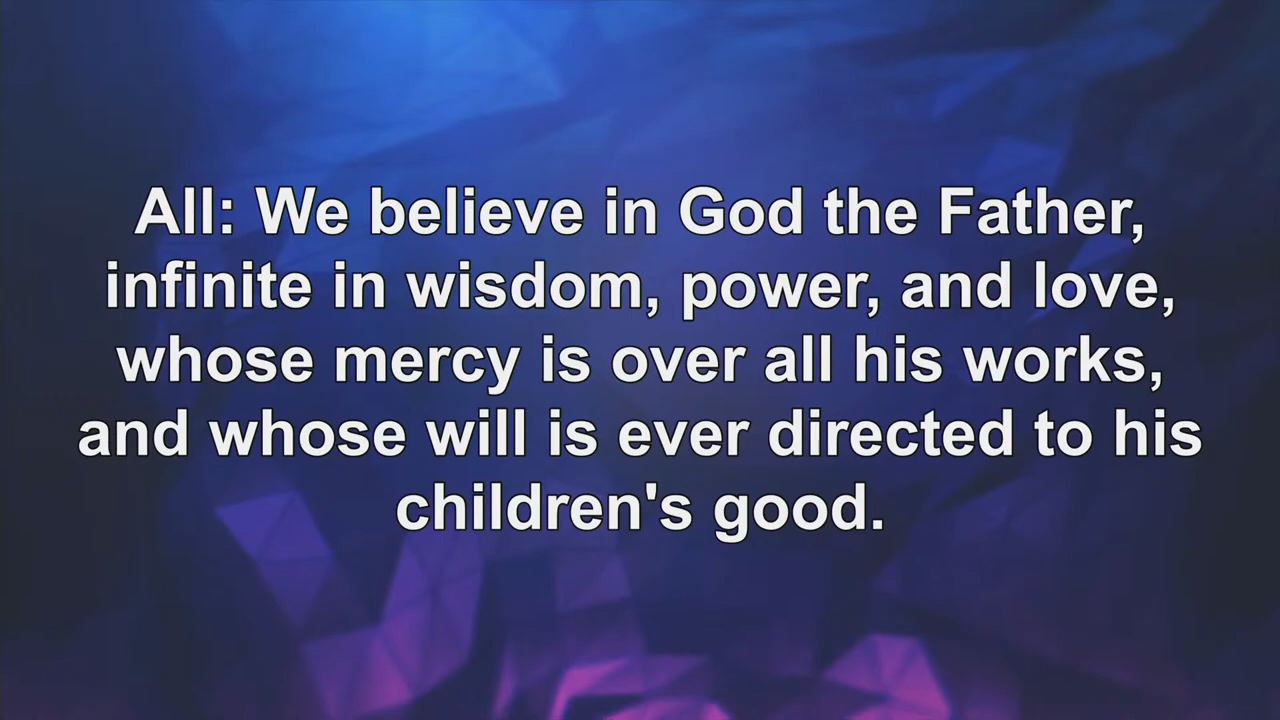 All: We believe in God the Father,
infinite in wisdom, power, and love,
whose mercy is over all his works,
and whose will is ever directed to his
children's good.